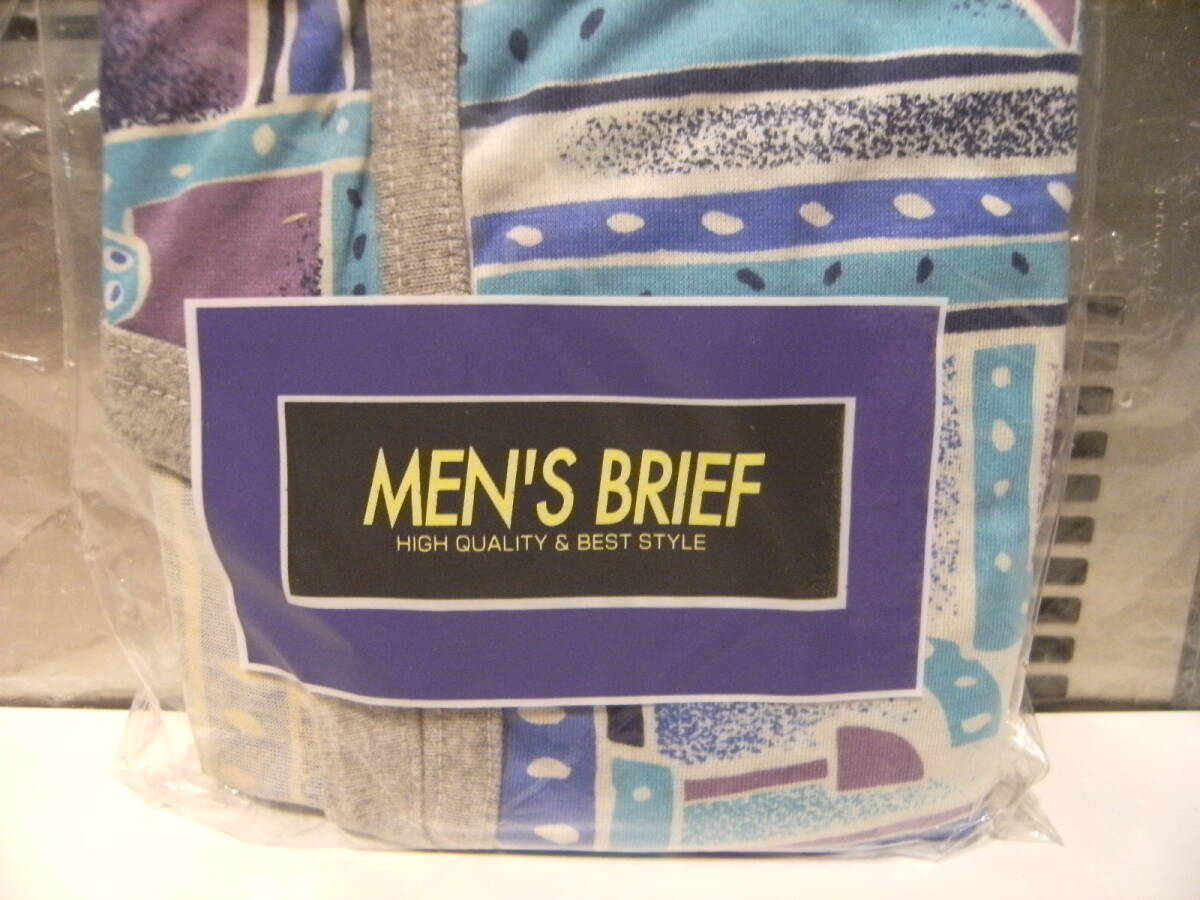 MEN'S BRIEF
HIGH QUALITY & BEST STYLE